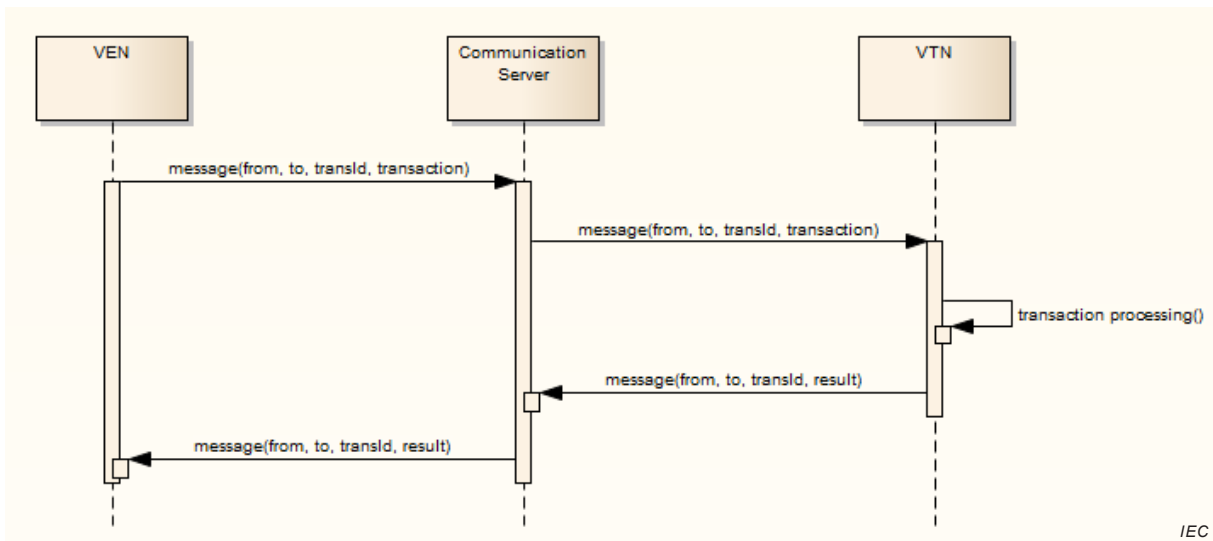 VEN
Communication
Server
VTN
message(from, to, transId, transaction)
message(from, to, transId, transaction)
transaction processing()
message(from, to, transId, result)
message(from, to, transId, result)
IEC